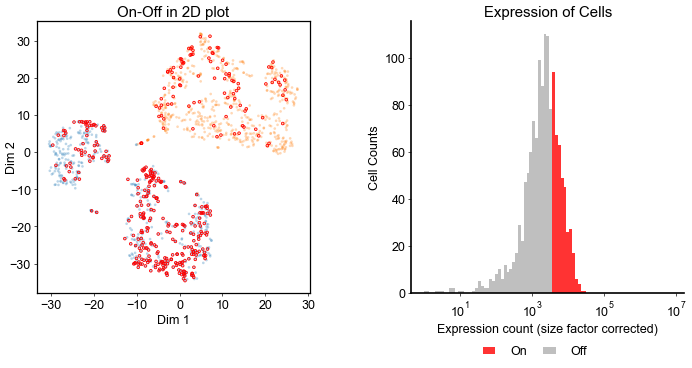 On-Off in 2D plot
Dim 2
30
20
10
0
−10
−20
−30
−30 −20 −10 0 10 20 30
Dim 1
Expression of Cells
Cell Counts
100
80
60
40
20
0
10^1 10^3 10^5 10^7
Expression count (size factor corrected)
On Off